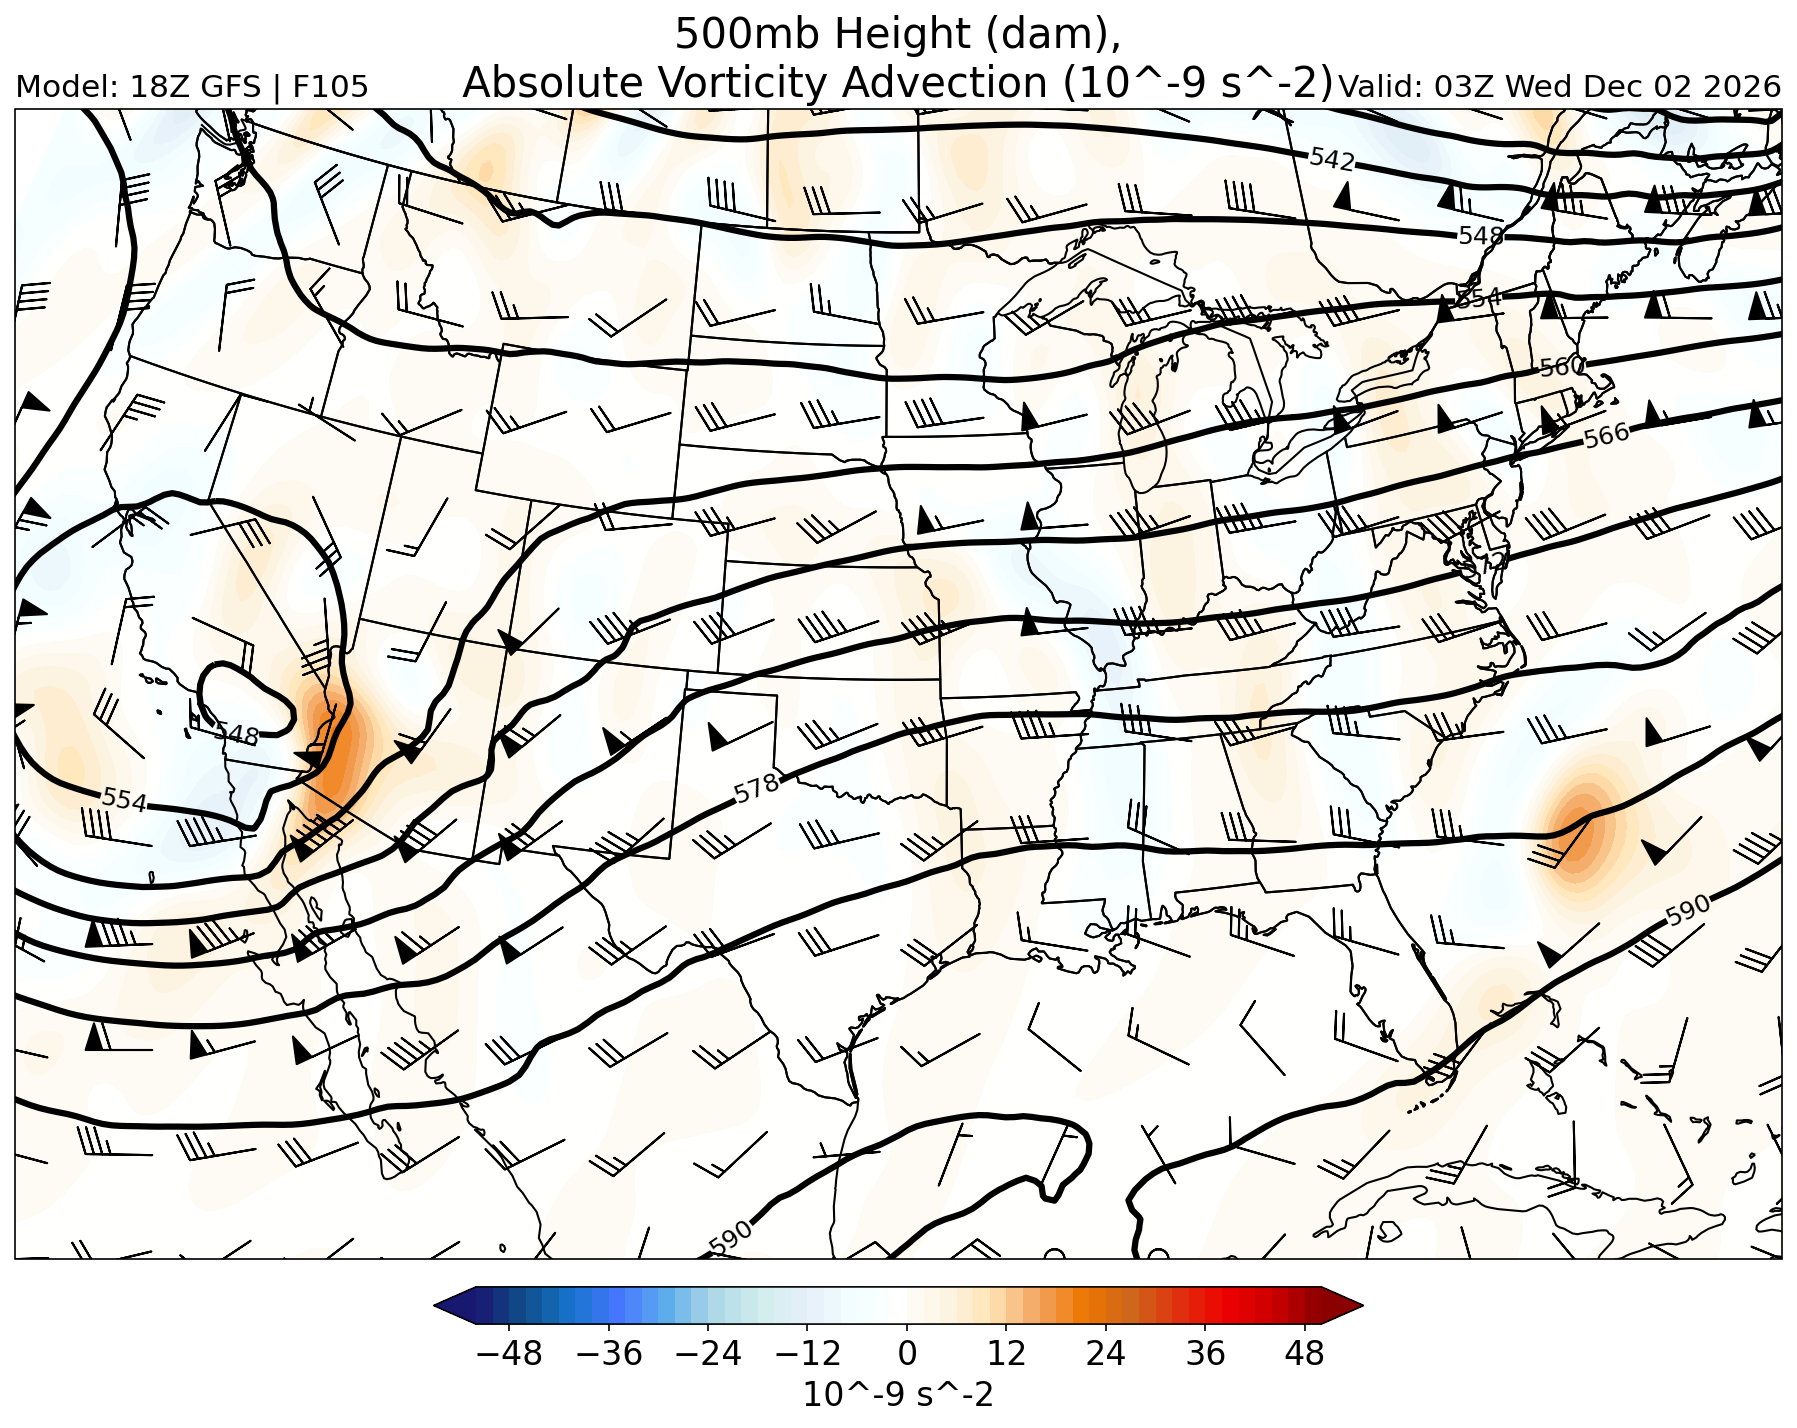 500mb Height (dam),
Model: 18Z GFS | F105
Absolute Vorticity Advection (10^-9 s^-2)
Valid: 03Z Wed Dec 02 2026
542
548
554
560
566
548
554
578
590
590
−48 −36 −24 −12 0 12 24 36 48
10^-9 s^-2